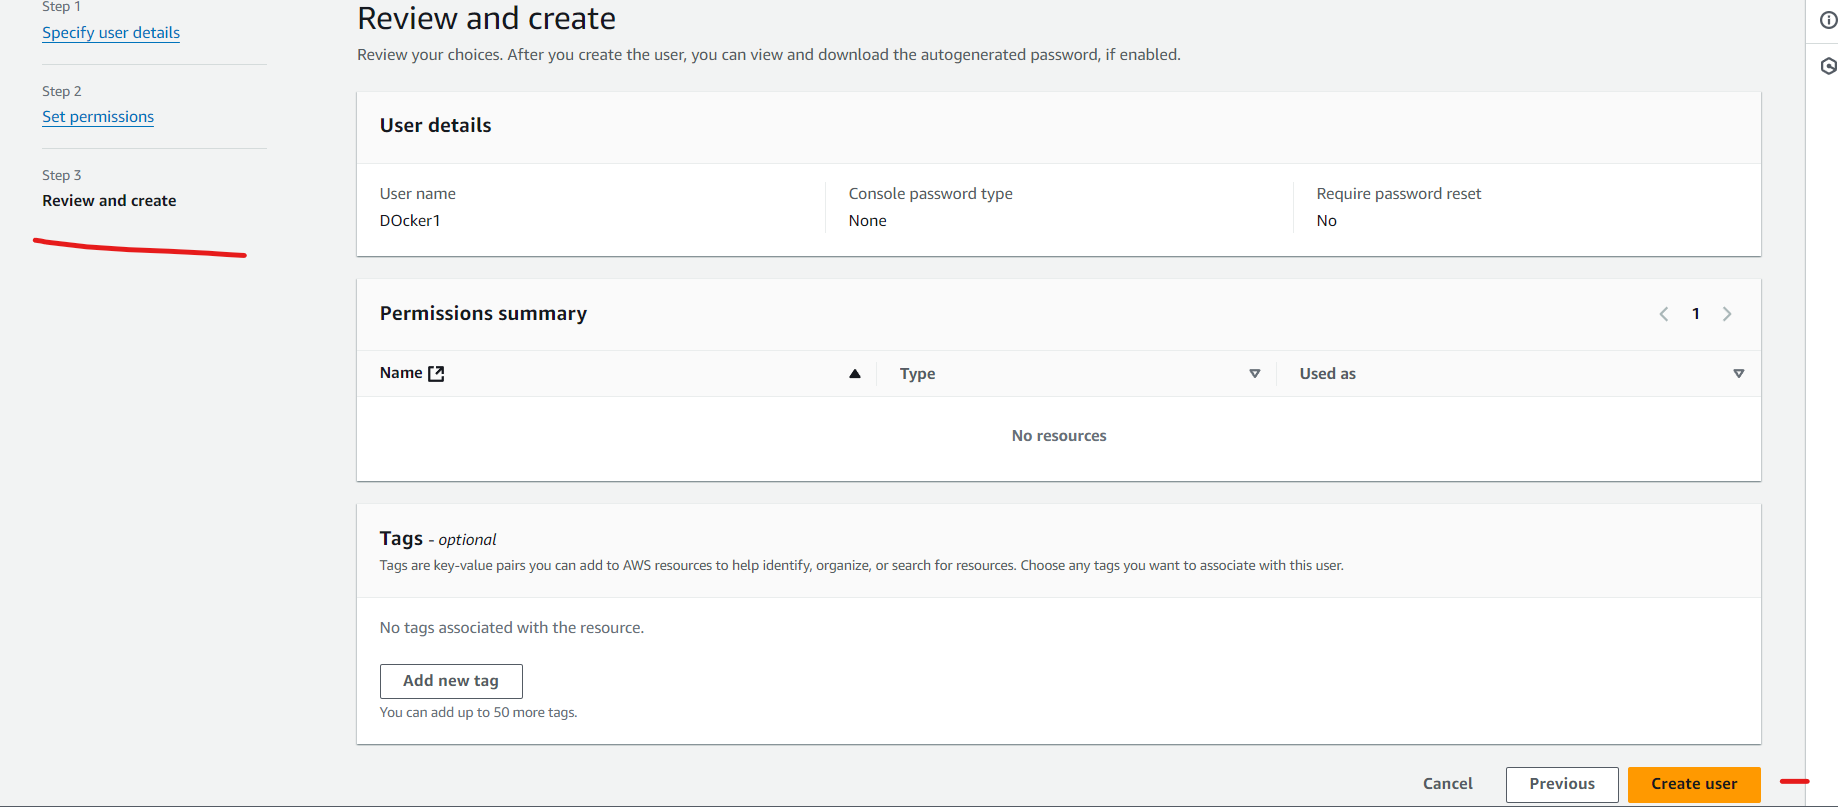 Step 1
Specify user details
Step 2
Set permissions
Step 3
Review and create
Review and create
Review your choices. After you create the user, you can view and download the autogenerated password, if enabled.
User details
User name
DOcker1
Console password type
None
Require password reset
No
Permissions summary
1
Name
Type
Used as
No resources
Tags - optional
Tags are key-value pairs you can add to AWS resources to help identify, organize, or search for resources. Choose any tags you want to associate with this user.
No tags associated with the resource.
Add new tag
You can add up to 50 more tags.
Cancel
Previous
Create user